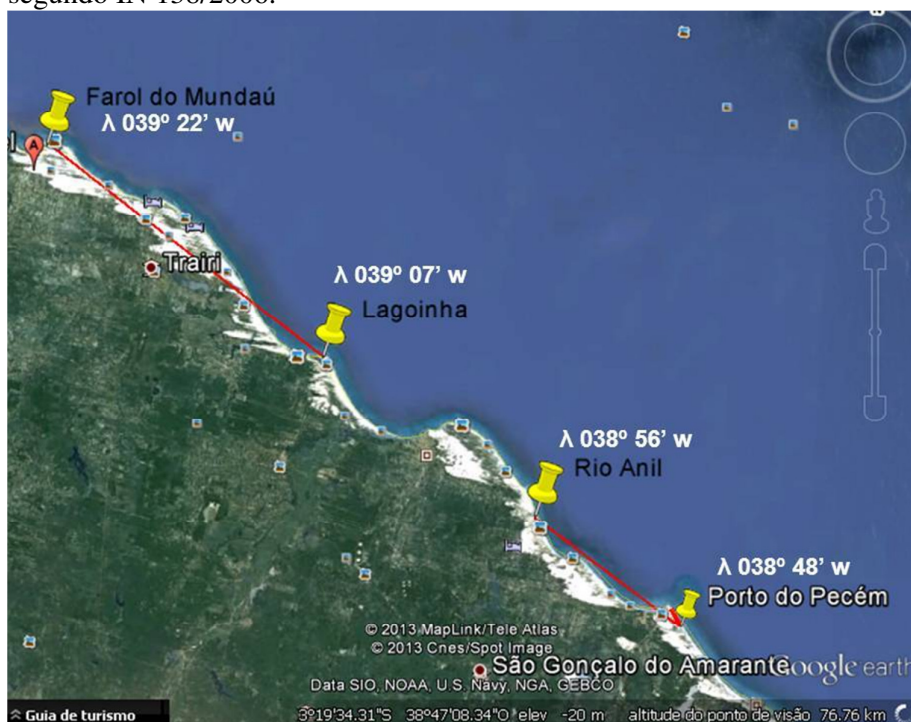 segundo IN 138/2006.
Farol do Mundaú
λ 039º 22' w
A
Trairi
λ 039º 07' w
Lagoinha
λ 038º 56' w
Rio Anil
λ 038º 48' w
Porto do Pecém
© 2013 MapLink/Tele Atlas
© 2013 Cnes/Spot Image
São Gonçalo do Amarante
Google earth
Data SIO, NOAA, U.S. Navy, NGA, GEBCO
Guia de turismo
3°19'34.31"S 38°47'08.34"O elev -20 m altitude do ponto de visão 76.76 km